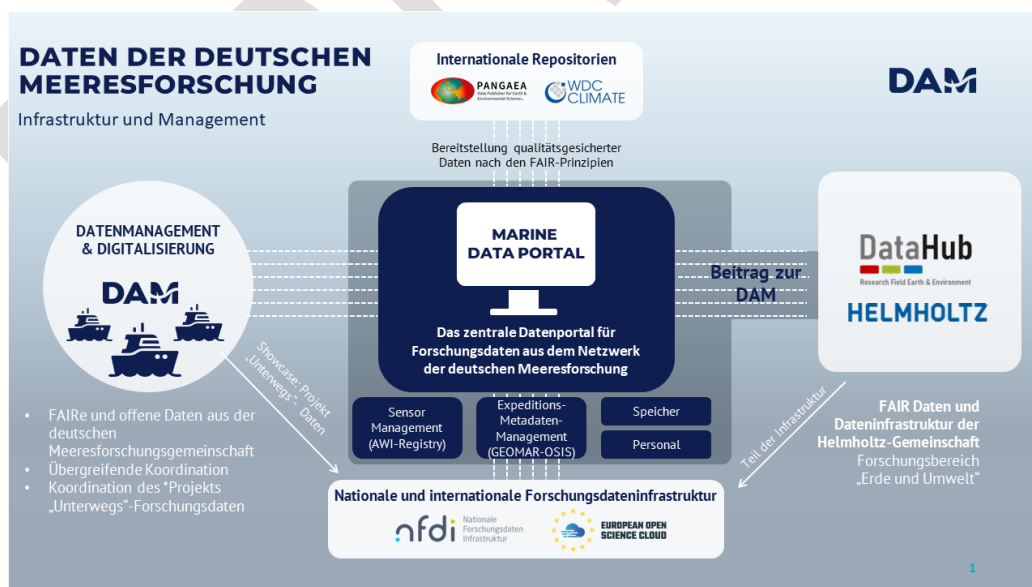 DATEN DER DEUTSCHEN
MEERESFORSCHUNG
Infrastruktur und Management
Internationale Repositorien
PANGAEA
Data Publisher for Earth &
Environmental Science
WDC
CLIMATE
DAM
Bereitstellung qualitätsgesicherter
Daten nach den FAIR-Prinzipien
DATENMANAGEMENT
& DIGITALISIERUNG
DAM
MARINE
DATA PORTAL
Das zentrale Datenportal für
Forschungsdaten aus dem Netzwerk
der deutschen Meeresforschung
Beitrag zur
DAM
DataHub
Research Field Earth & Environment
HELMHOLTZ
Showcase: Projekt
„Unterwegs“- Daten
Sensor
Management
(AWI-Registry)
Expeditions-
Metadaten-
Management
(GEOMAR-OSIS)
Speicher
Personal
Teil der Infrastruktur
• FAIRe und offene Daten aus der
deutschen
Meeresforschungsgemeinschaft
• Übergreifende Koordination
• Koordination des *Projekts
„Unterwegs“-Forschungsdaten
FAIR Daten und
Dateninfrastruktur der
Helmholtz-Gemeinschaft
Forschungsbereich
„Erde und Umwelt“
Nationale und internationale Forschungsdateninfrastruktur
nfdi
Nationale
Forschungsdaten
Infrastruktur
EUROPEAN OPEN
SCIENCE CLOUD
1